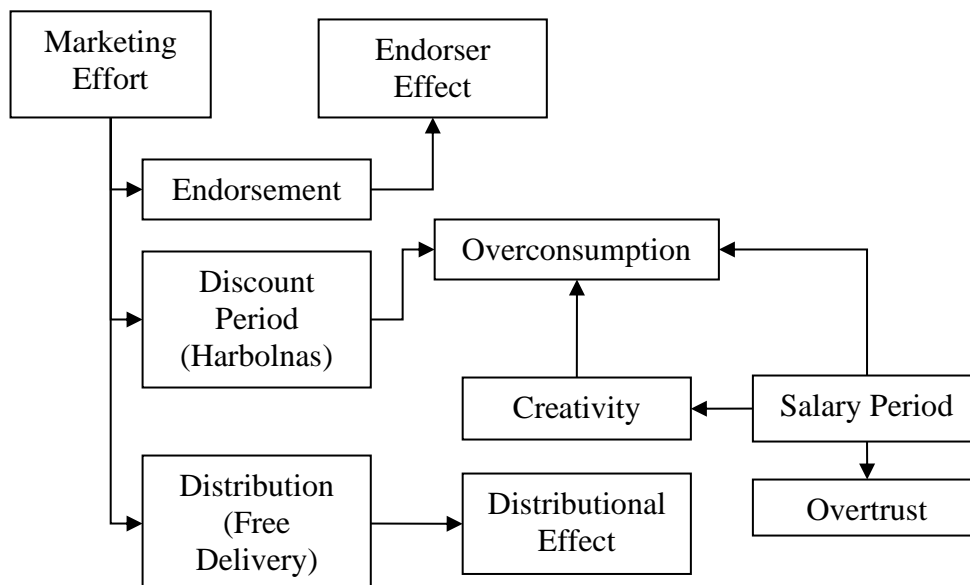 Marketing
Effort
Endorser
Effect
Endorsement
Overconsumption
Discount
Period
(Harbolnas)
Creativity
Salary Period
Distribution
(Free
Delivery)
Distributional
Effect
Overtrust